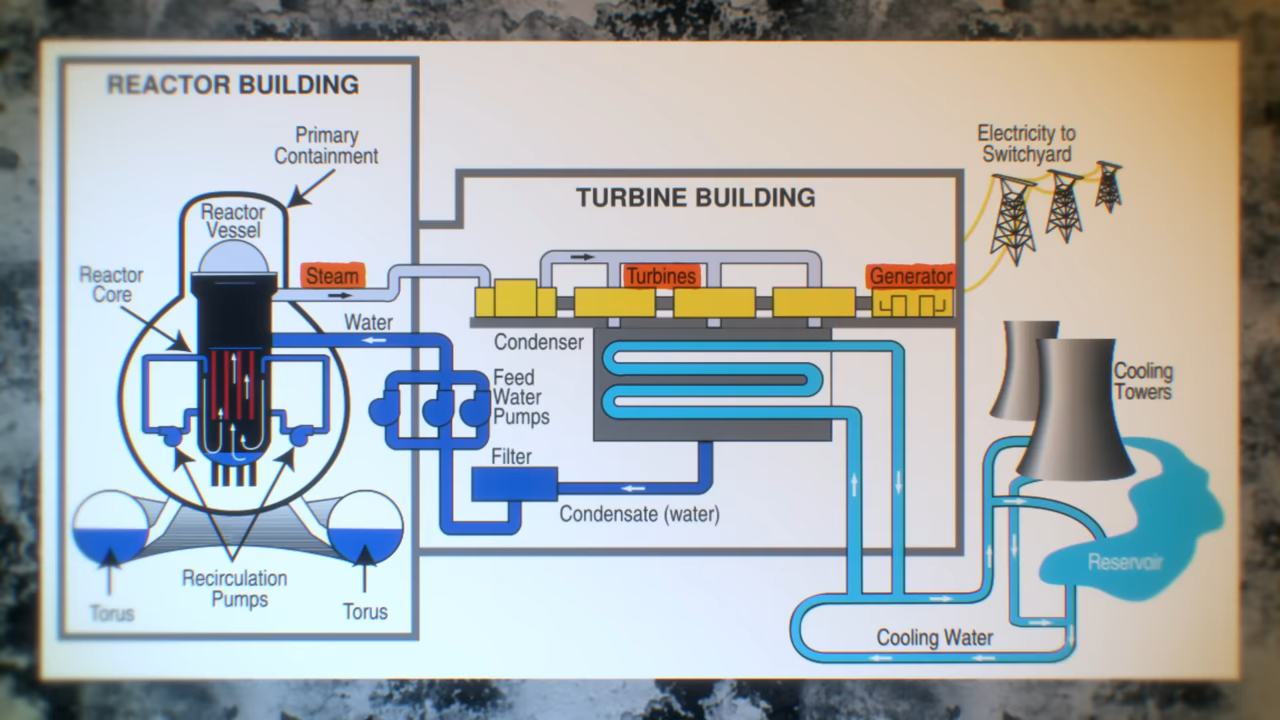 REACTOR BUILDING
Primary
Containment
Reactor
Vessel
Reactor
Core
Steam
Water
Feed
Water
Pumps
Filter
Condensate (water)
Recirculation
Pumps
Torus
Torus
TURBINE BUILDING
Turbines
Generator
Condenser
Electricity to
Switchyard
Cooling
Towers
Reservoir
Cooling Water